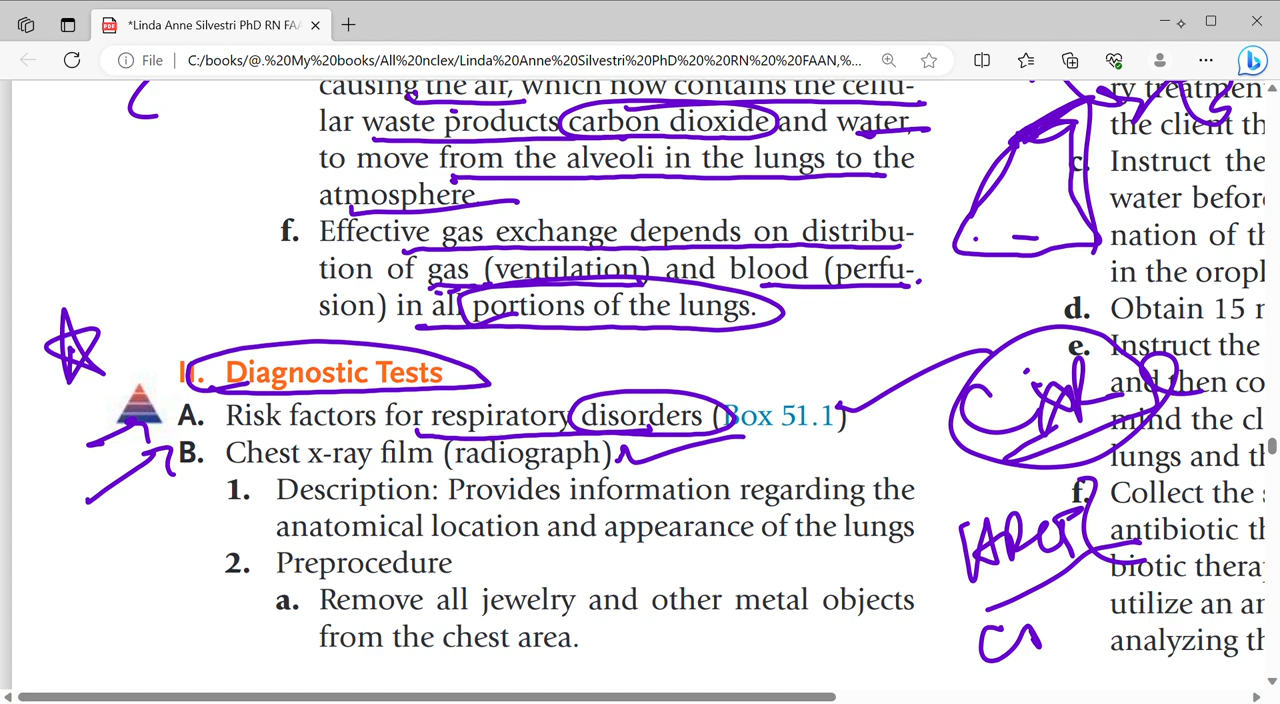 *Linda Anne Silvestri PhD RN FAA
File
C:/books/@.%20My%20books/All%20nclex/Linda%20Anne%20Silvestri%20PhD%20%20RN%20%20FAAN,%...
causing the air, which now contains the cellu-
lar waste products carbon dioxide and water
to move from the alveoli in the lungs to the
atmosphere.
f. Effective gas exchange depends on distribu-
tion of gas (ventilation) and blood (perfu-
sion) in all portions of the lungs.
II. Diagnostic Tests
A. Risk factors for respiratory disorders (Box 51.1)
B. Chest x-ray film (radiograph)
1. Description: Provides information regarding the
anatomical location and appearance of the lungs
2. Preprocedure
a. Remove all jewelry and other metal objects
from the chest area.
ry treatmen
the client th
c. Instruct the
water before
nation of th
in the oroph
d. Obtain 15 m
e. Instruct the
and then co
mind the cl
lungs and th
f. Collect the s
antibiotic th
biotic therap
utilize an an
analyzing th